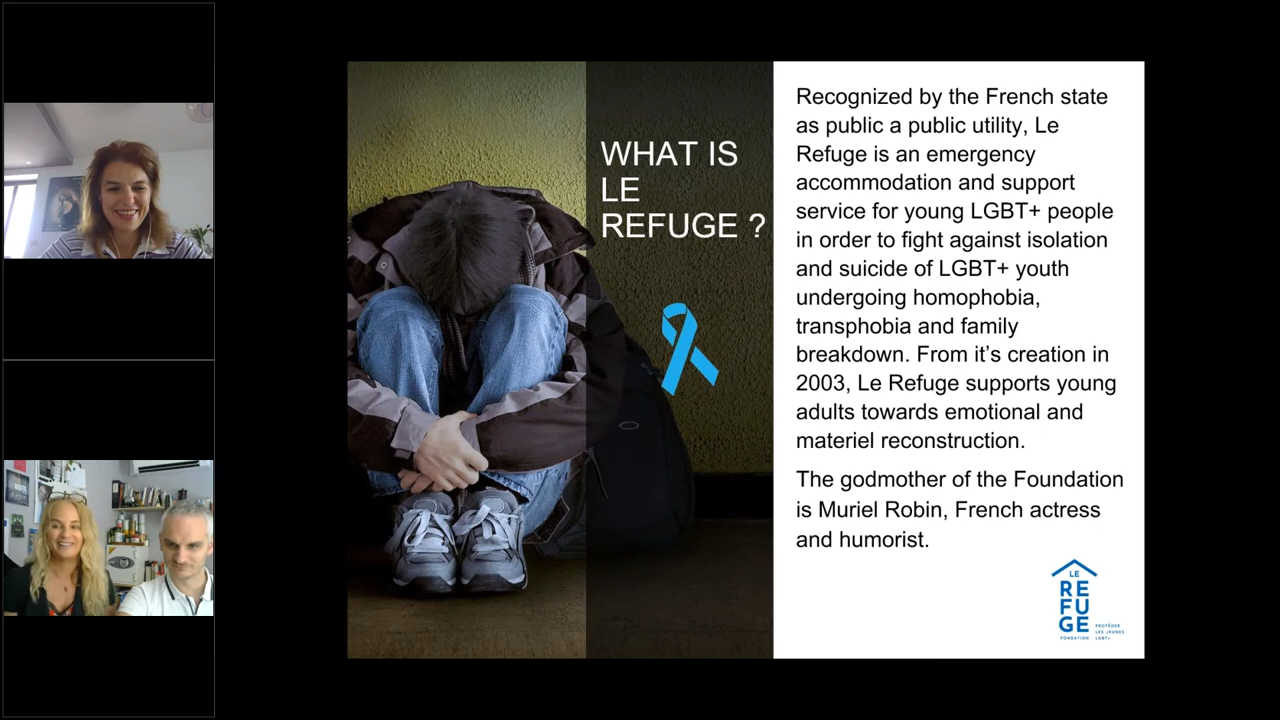 WHAT IS
LE
REFUGE ?
Recognized by the French state
as public a public utility, Le
Refuge is an emergency
accommodation and support
service for young LGBT+ people
in order to fight against isolation
and suicide of LGBT+ youth
undergoing homophobia,
transphobia and family
breakdown. From it’s creation in
2003, Le Refuge supports young
adults towards emotional and
materiel reconstruction.
The godmother of the Foundation
is Muriel Robin, French actress
and humorist.
LE
RE
FU
GE
FONDATION
PROTÉGER
LES JEUNES
LGBT+